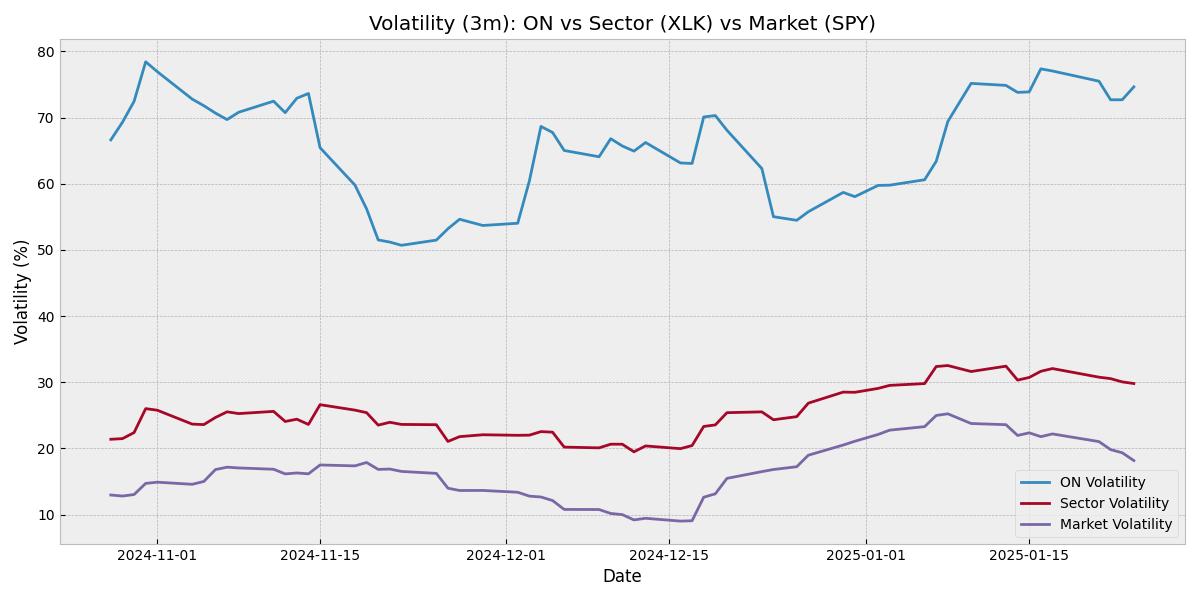 Volatility (3m): ON vs Sector (XLK) vs Market (SPY)
Volatility (%)
80
70
60
50
40
30
20
10
2024-11-01 2024-11-15 2024-12-01 2024-12-15 2025-01-01 2025-01-15
Date
ON Volatility
Sector Volatility
Market Volatility